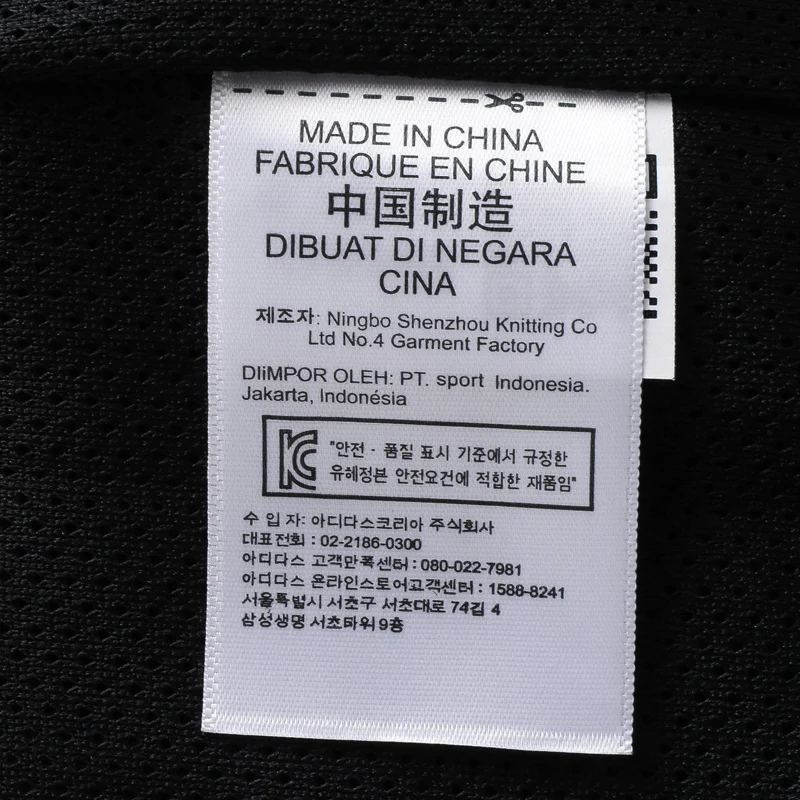 MADE IN CHINA
FABRIQUE EN CHINE
中国制造
DIBUAT DI NEGARA
CINA
제조자: Ningbo Shenzhou Knitting Co
Ltd No.4 Garment Factory
DIiMPOR OLEH: PT. sport Indonesia.
Jakarta, Indonésia
"안전 · 품질 표시 기준에서 규정한
유혜정본 안전요건에 적합한 재품임"
수 입 자: 아디다스코리아 주식회사
대표전회 : 02-2186-0300
아디다스 고객만쪽센터 : 080-022-7981
아디다스 온라인스토어고객센터 : 1588-8241
서울특별시 서초구 서초대로 74길 4
삼성생명 서초타워 9층